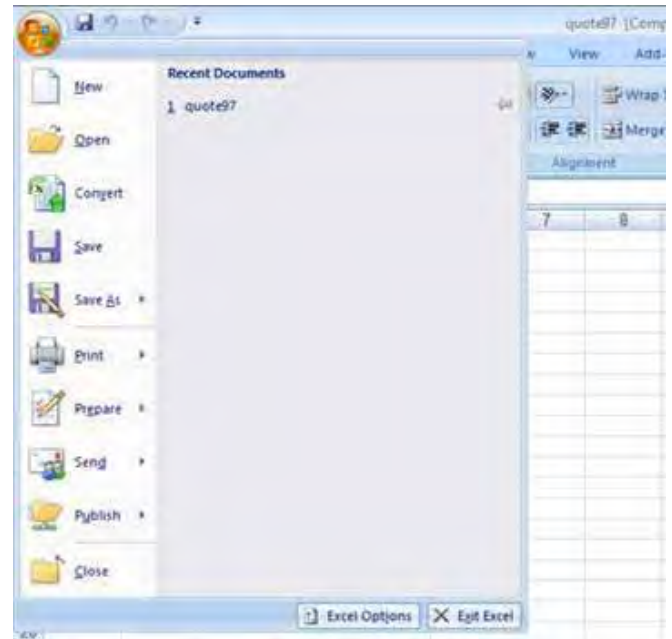 quote97 [Comp
View Add-
Wrap
Merge
Alignment
7 8
New
Open
Convert
Save
Save As
Print
Prepare
Send
Publish
Close
Recent Documents
1 quote97
Excel Options Exit Excel